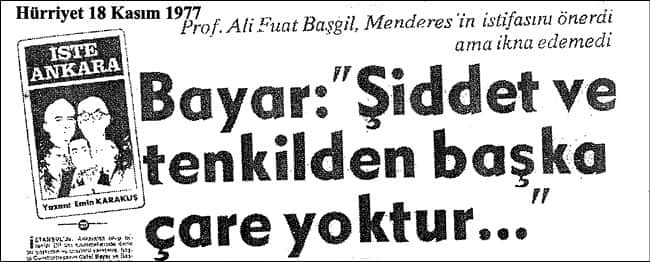 Hürriyet 18 Kasım 1977
Prof. Ali Fuat Başgil, Menderes'in istifasını önerdi
ama ikna edemedi
İŞTE
ANKARA
Yazan: Emin KARAKUŞ
Bayar: "Şiddet ve
tenkilden başka
çare yoktur..."